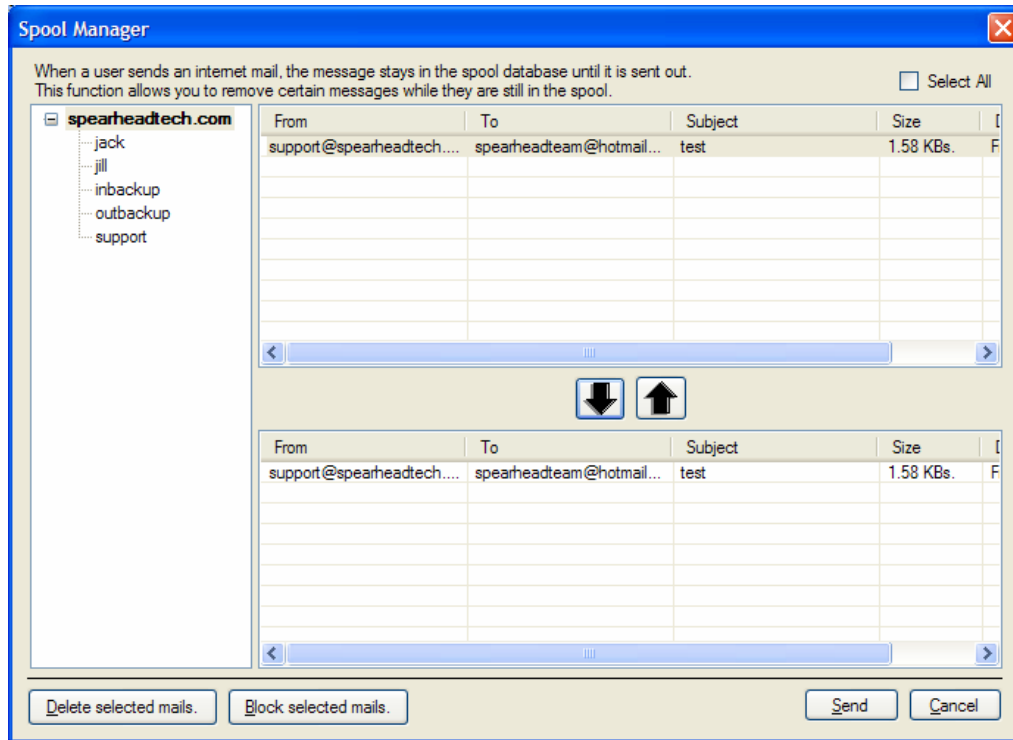 Spool Manager
When a user sends an internet mail, the message stays in the spool database until it is sent out.
This function allows you to remove certain messages while they are still in the spool.
Select All
spearheadtech.com
jack
jill
inbackup
outbackup
support
From To Subject Size
support@spearheadtech.... spearheadteam@hotmail... test 1.58 KBs. F
From To Subject Size
support@spearheadtech.... spearheadteam@hotmail... test 1.58 KBs. F
Delete selected mails. Block selected mails. Send Cancel